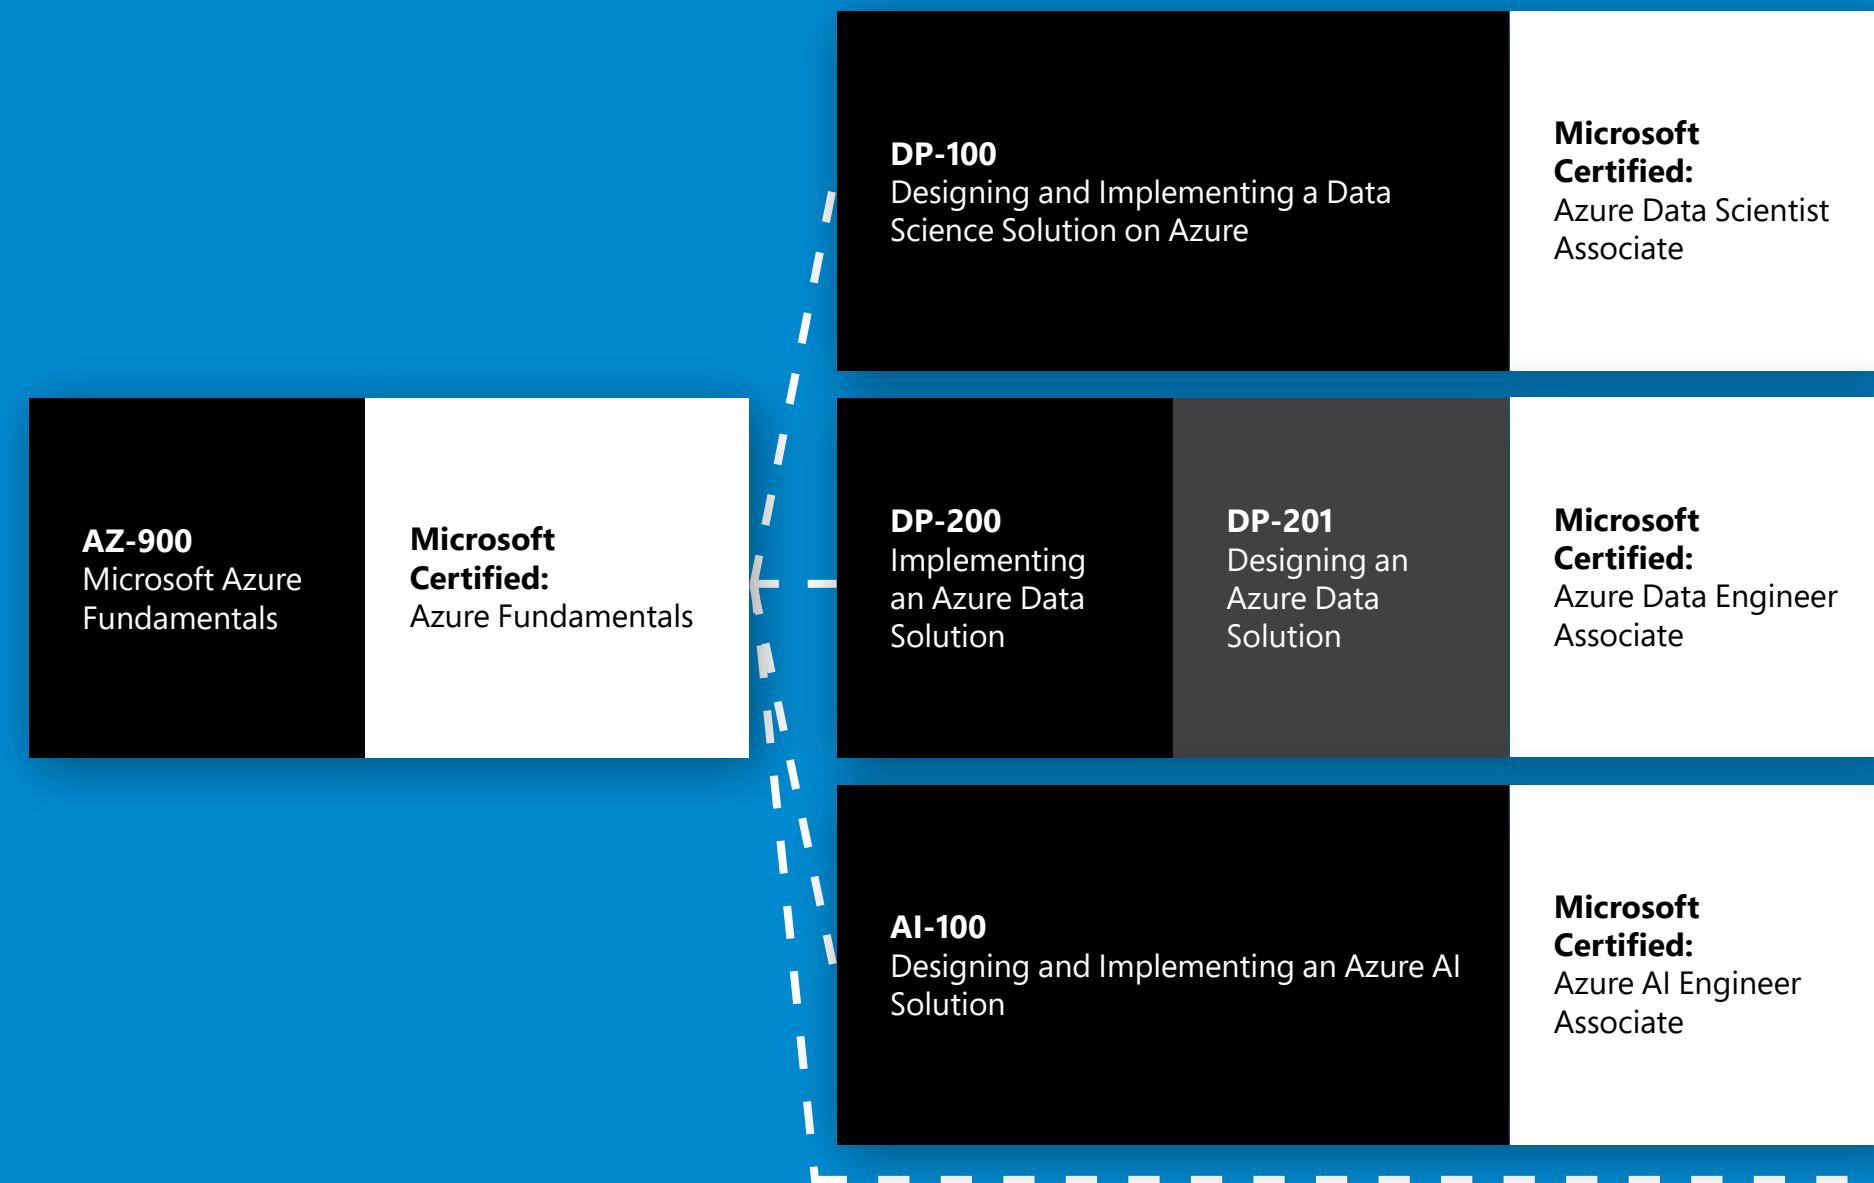 DP-100
Designing and Implementing a Data
Science Solution on Azure
Microsoft
Certified:
Azure Data Scientist
Associate
AZ-900
Microsoft Azure
Fundamentals
Microsoft
Certified:
Azure Fundamentals
DP-200
Implementing
an Azure Data
Solution
DP-201
Designing an
Azure Data
Solution
Microsoft
Certified:
Azure Data Engineer
Associate
AI-100
Designing and Implementing an Azure AI
Solution
Microsoft
Certified:
Azure AI Engineer
Associate